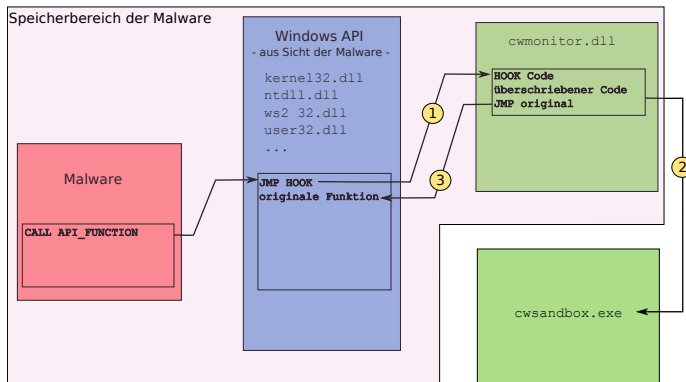 Speicherbereich der Malware
Windows API
- aus Sicht der Malware -
kernel32.dll
ntdll.dll
ws2 32.dll
user32.dll
...
cwmonitor.dll
HOOK Code
überschriebener Code
JMP original
1
2
3
Malware
CALL API_FUNCTION
JMP HOOK
originale Funktion
cwsandbox.exe